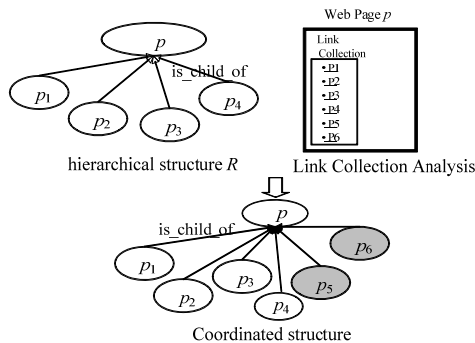 p
is_child_of
p1
p2
p3
p4
hierarchical structure R
Web Page p
Link
Collection
• P1
• P2
• P3
• P4
• P5
• P6
Link Collection Analysis
p
is_child_of
p1
p2
p3
p4
p5
p6
Coordinated structure